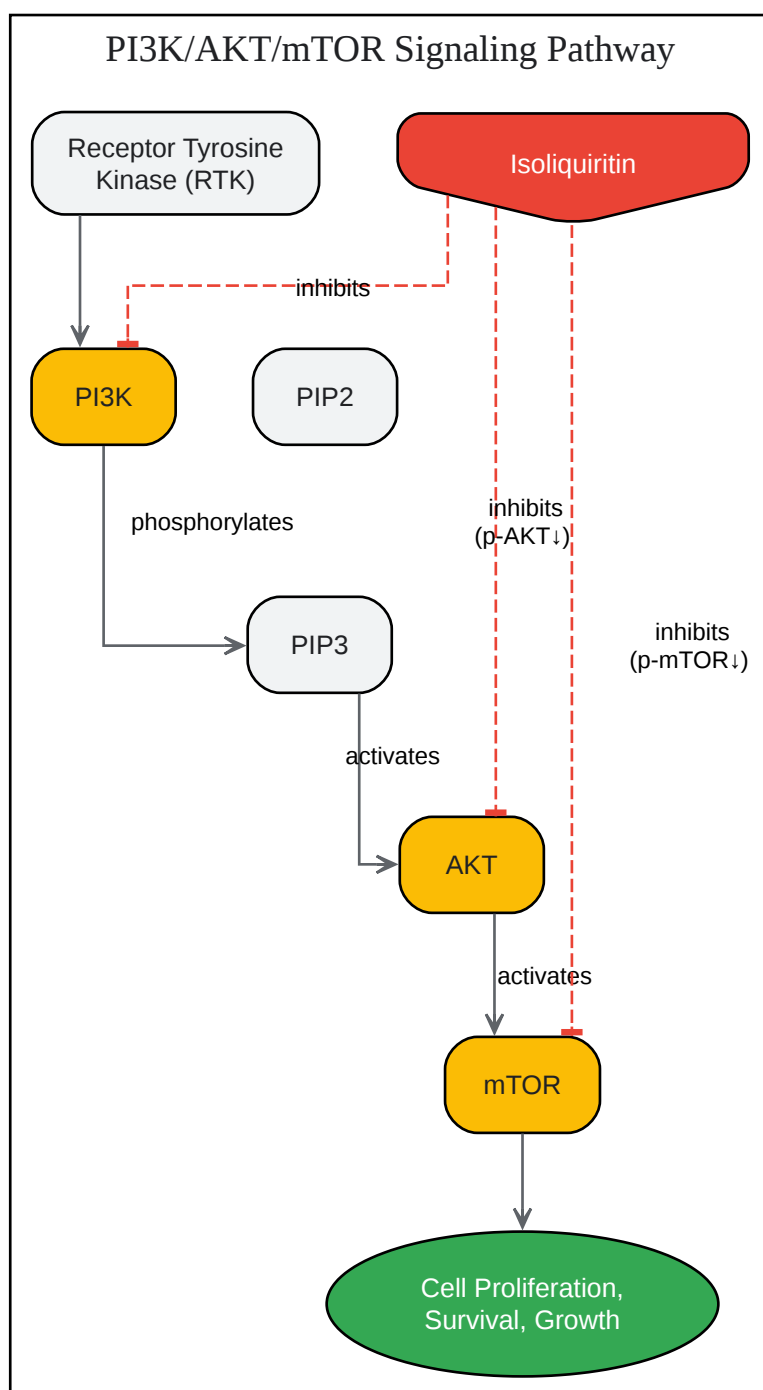 PI3K/AKT/mTOR Signaling Pathway
Receptor Tyrosine
Kinase (RTK)
Isoliquiritin
inhibits
PI3K
PIP2
phosphorylates
inhibits
(p-AKT↓)
PIP3
inhibits
(p-mTOR↓)
activates
AKT
activates
mTOR
Cell Proliferation,
Survival, Growth